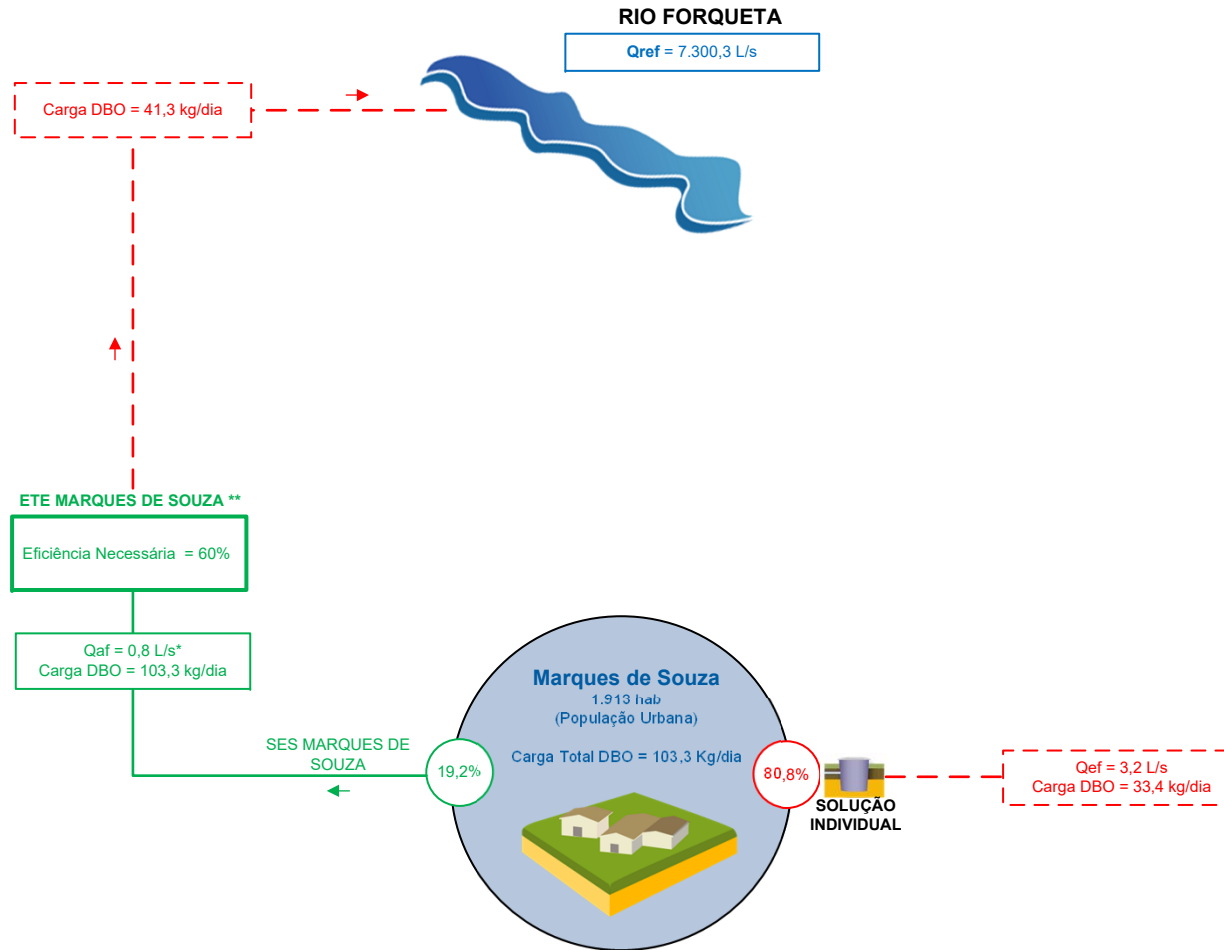 RIO FORQUETA
Qref = 7.300,3 L/s
Carga DBO = 41,3 kg/dia
ETE MARQUES DE SOUZA **
Eficiência Necessária = 60%
Qaf = 0,8 L/s*
Carga DBO = 103,3 kg/dia
SES MARQUES DE
SOUZA
19,2%
Marques de Souza
1.913 hab
(População Urbana)
Carga Total DBO = 103,3 Kg/dia
80,8%
SOLUÇÃO
INDIVIDUAL
Qef = 3,2 L/s
Carga DBO = 33,4 kg/dia